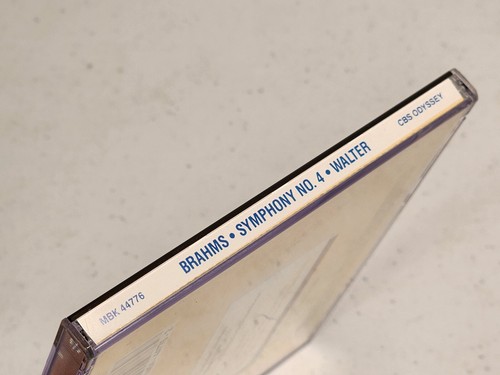 MBK 44776 BRAHMS • SYMPHONY NO. 4 • WALTER CBS ODYSSEY